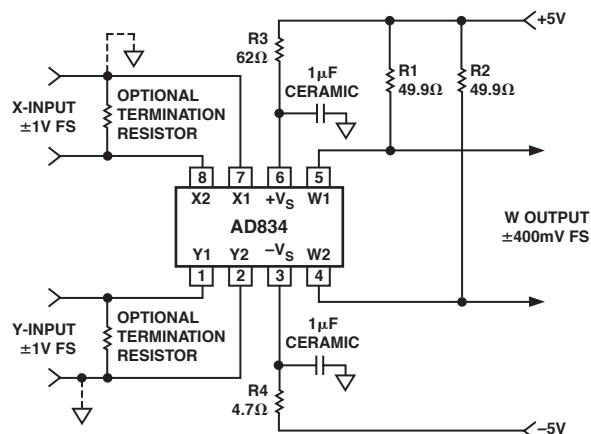 +5V
R3
62Ω
1µF
CERAMIC
R1
49.9Ω
R2
49.9Ω
X-INPUT
±1V FS
OPTIONAL
TERMINATION
RESISTOR
8 7 6 5
X2 X1 +VS W1
AD834
Y1 Y2 –VS W2
1 2 3 4
W OUTPUT
±400mV FS
Y-INPUT
±1V FS
OPTIONAL
TERMINATION
RESISTOR
1µF
CERAMIC
R4
4.7Ω
–5V